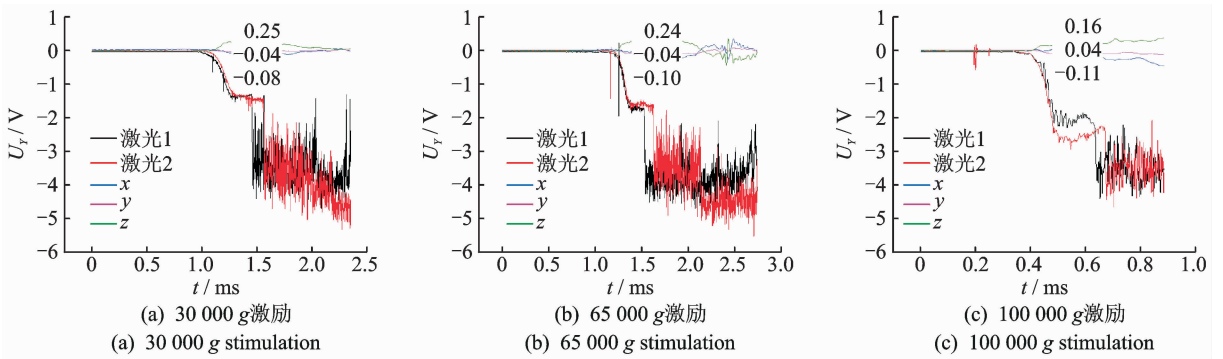 1
0
−1
−2
−3
−4
−5
−6
U_Y / V
0.25
−0.04
−0.08
激光1
激光2
x
y
z
0 0.5 1.0 1.5 2.0 2.5
t / ms
(a) 30 000 g激励
(a) 30 000 g stimulation
1
0
−1
−2
−3
−4
−5
−6
U_Y / V
0.24
−0.04
−0.10
激光1
激光2
x
y
z
0 0.5 1.0 1.5 2.0 2.5 3.0
t / ms
(b) 65 000 g激励
(b) 65 000 g stimulation
1
0
−1
−2
−3
−4
−5
−6
U_Y / V
0.16
0.04
−0.11
激光1
激光2
x
y
z
0 0.2 0.4 0.6 0.8 1.0
t / ms
(c) 100 000 g激励
(c) 100 000 g stimulation